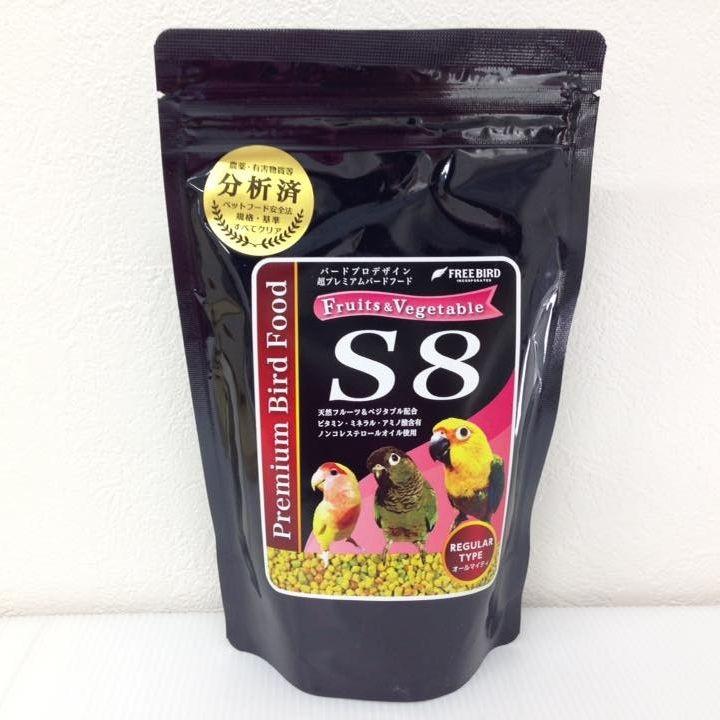 農薬・有害物質等
分析済
ペットフード安全法
規格・基準
すべてクリア
バードプロデザイン
超プレミアムバードフード
FREEBIRD
INCORPORATED
Fruits & Vegetable
S8
Premium Bird Food
天然フルーツ＆ベジタブル配合
ビタミン・ミネラル・アミノ酸含有
ノンコレステロールオイル使用
REGULAR
TYPE
オールマイティ